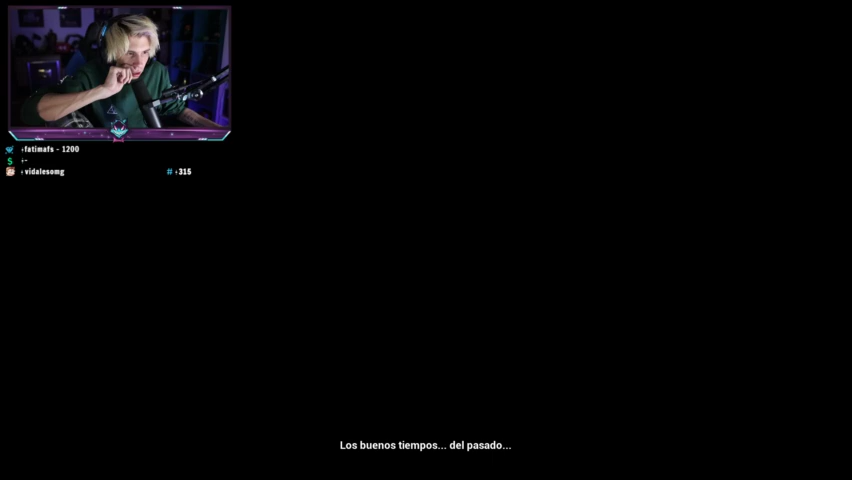 fatimafs - 1200
-
vidalesomg
# 315
Los buenos tiempos... del pasado...